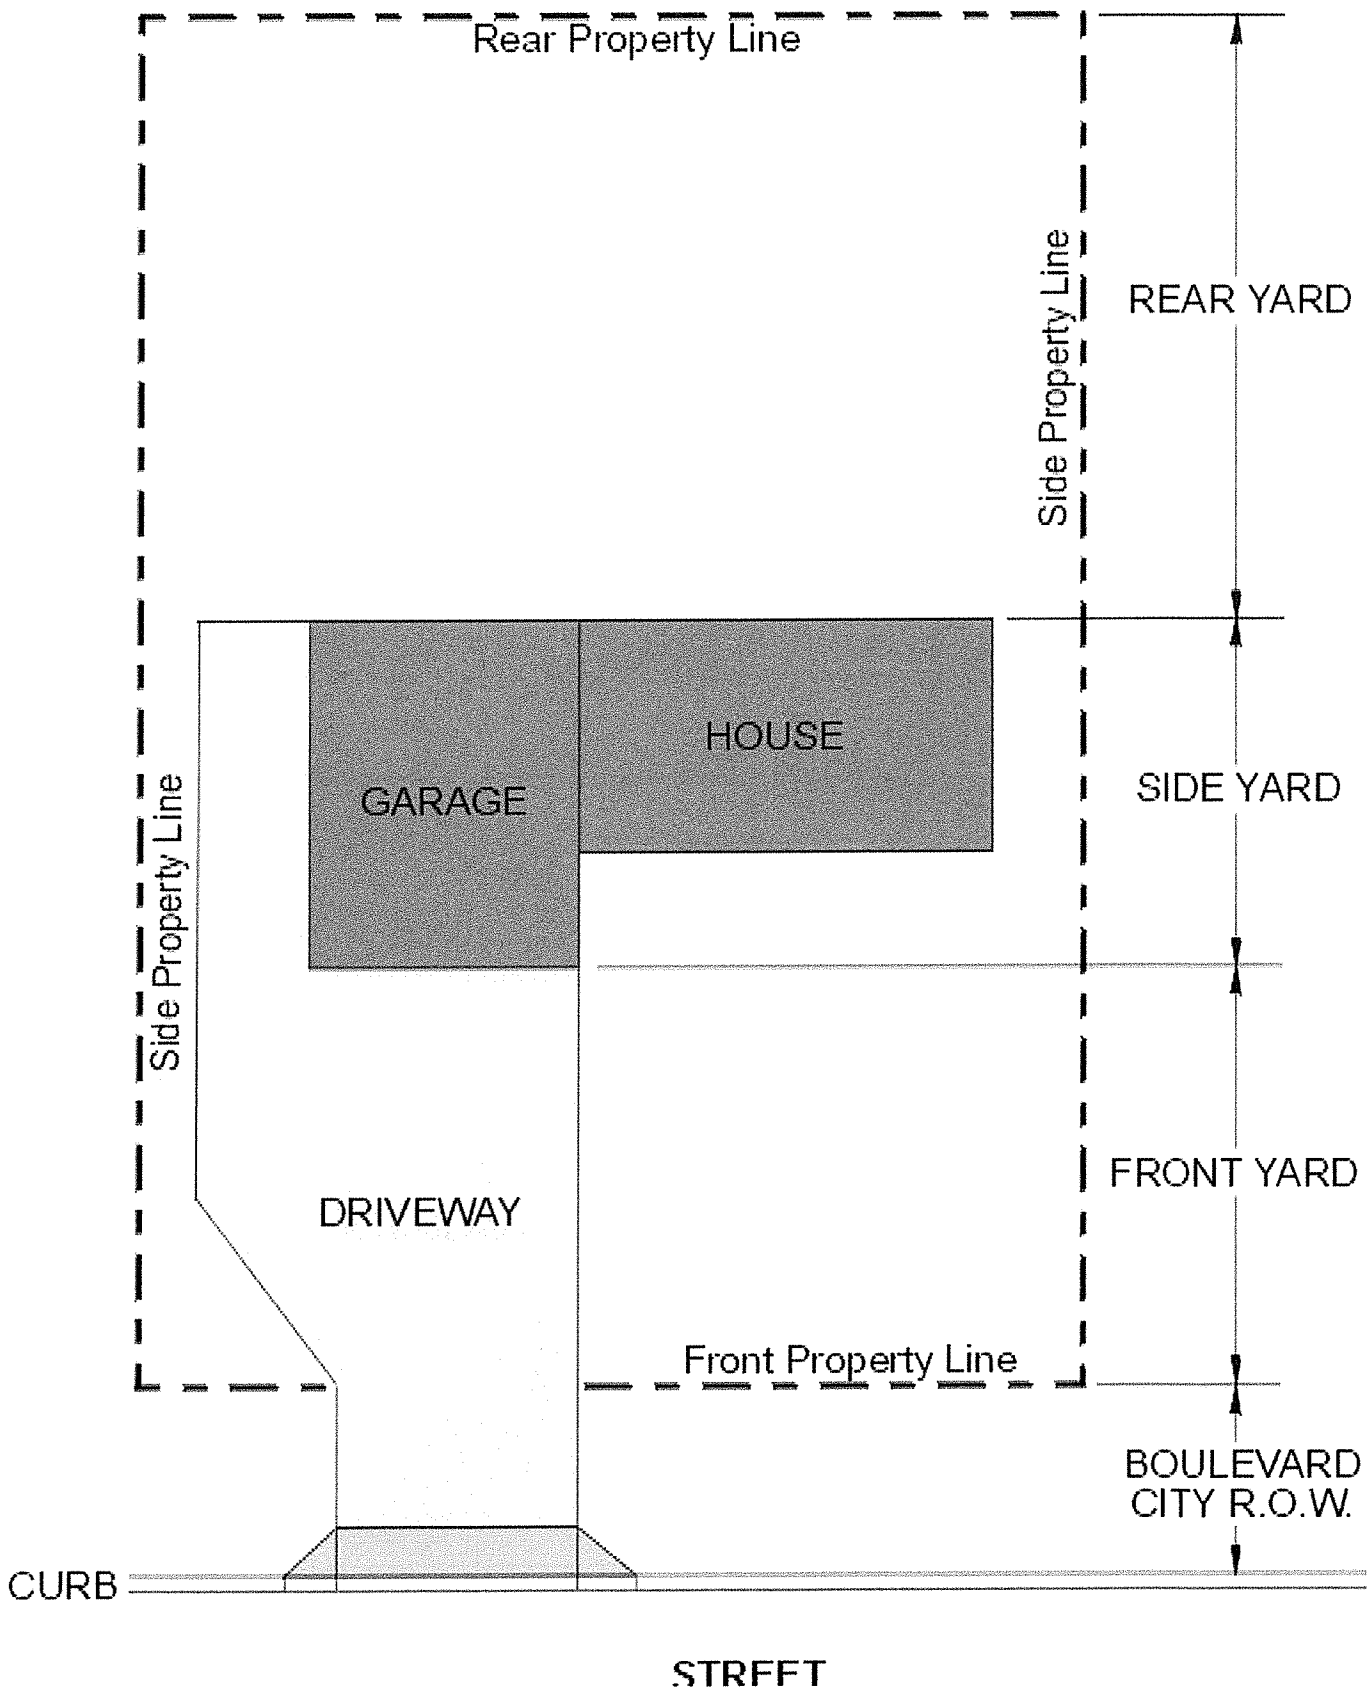 Rear Property Line
Side Property Line
REAR YARD
HOUSE
GARAGE
SIDE YARD
Side Property Line
FRONT YARD
DRIVEWAY
Front Property Line
BOULEVARD
CITY R.O.W.
CURB
STREET